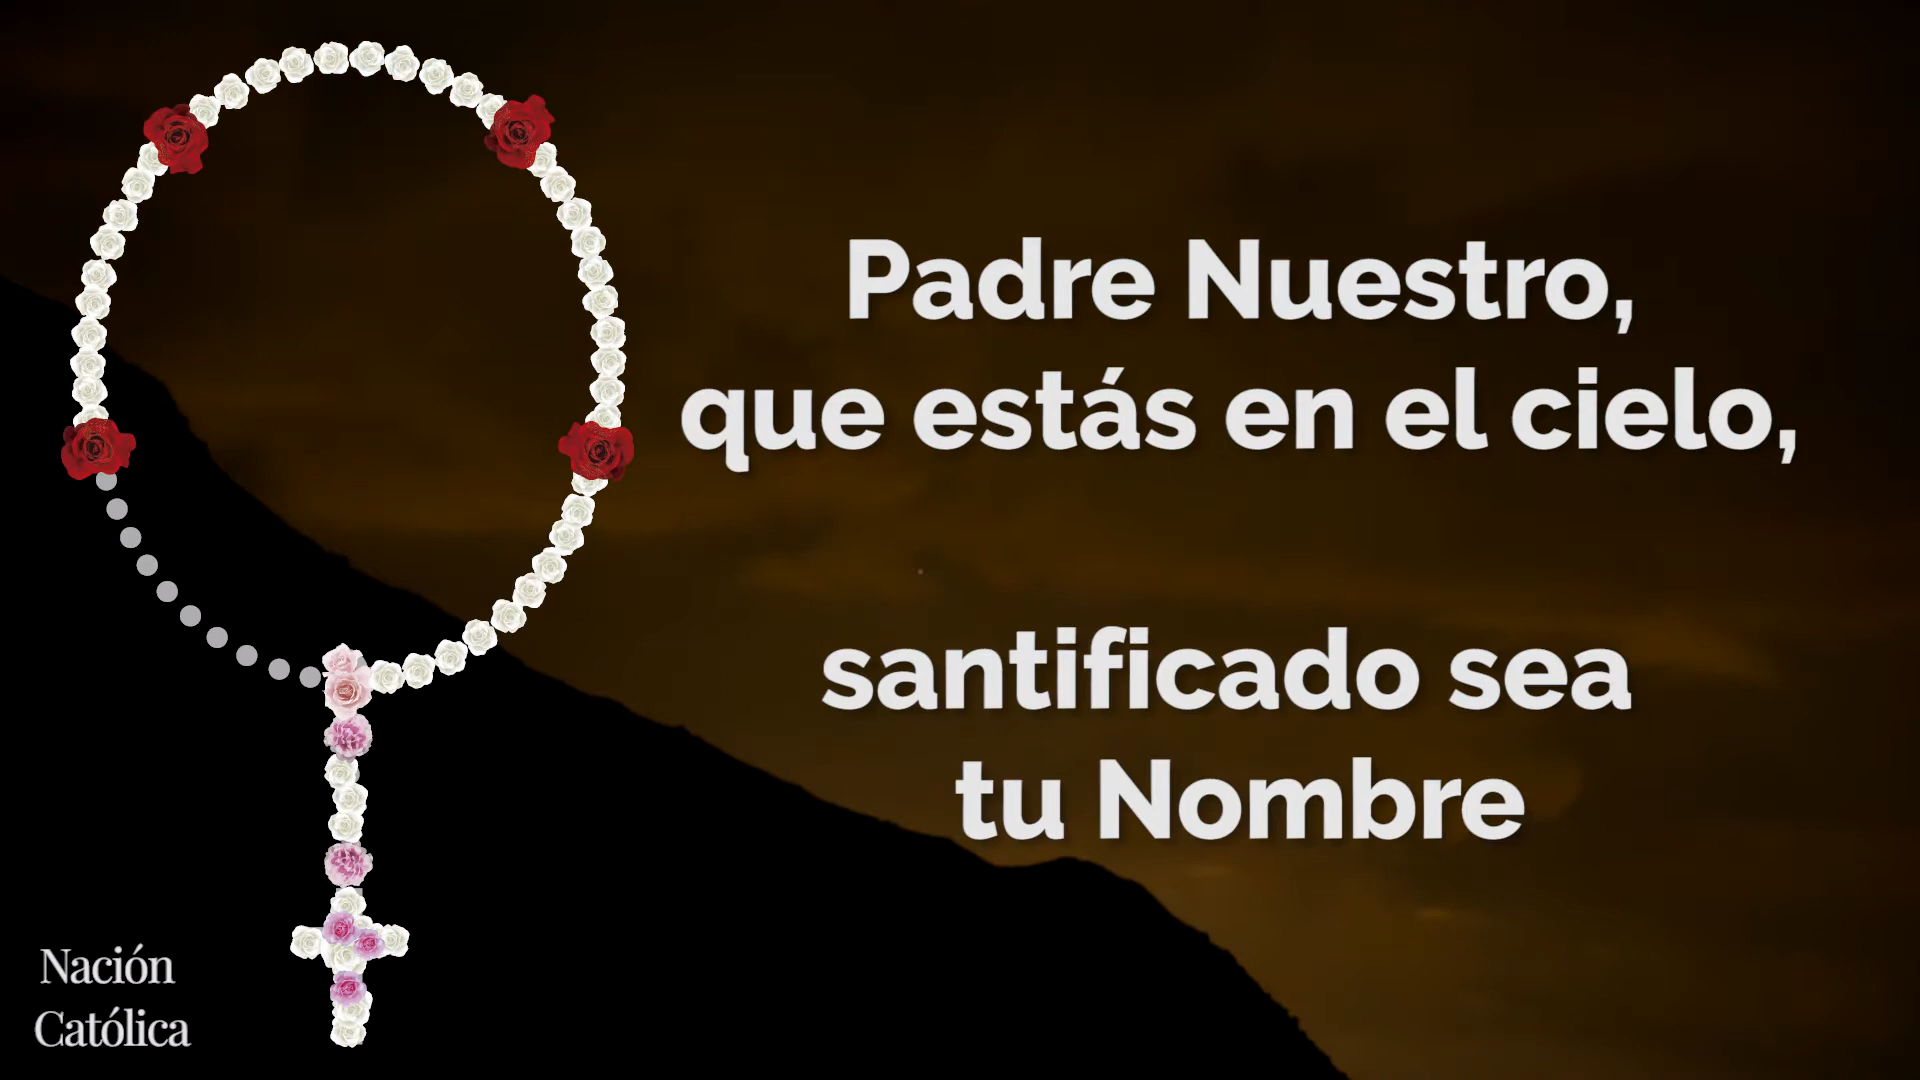 Padre Nuestro,
que estás en el cielo,
santificado sea
tu Nombre
Nación
Católica